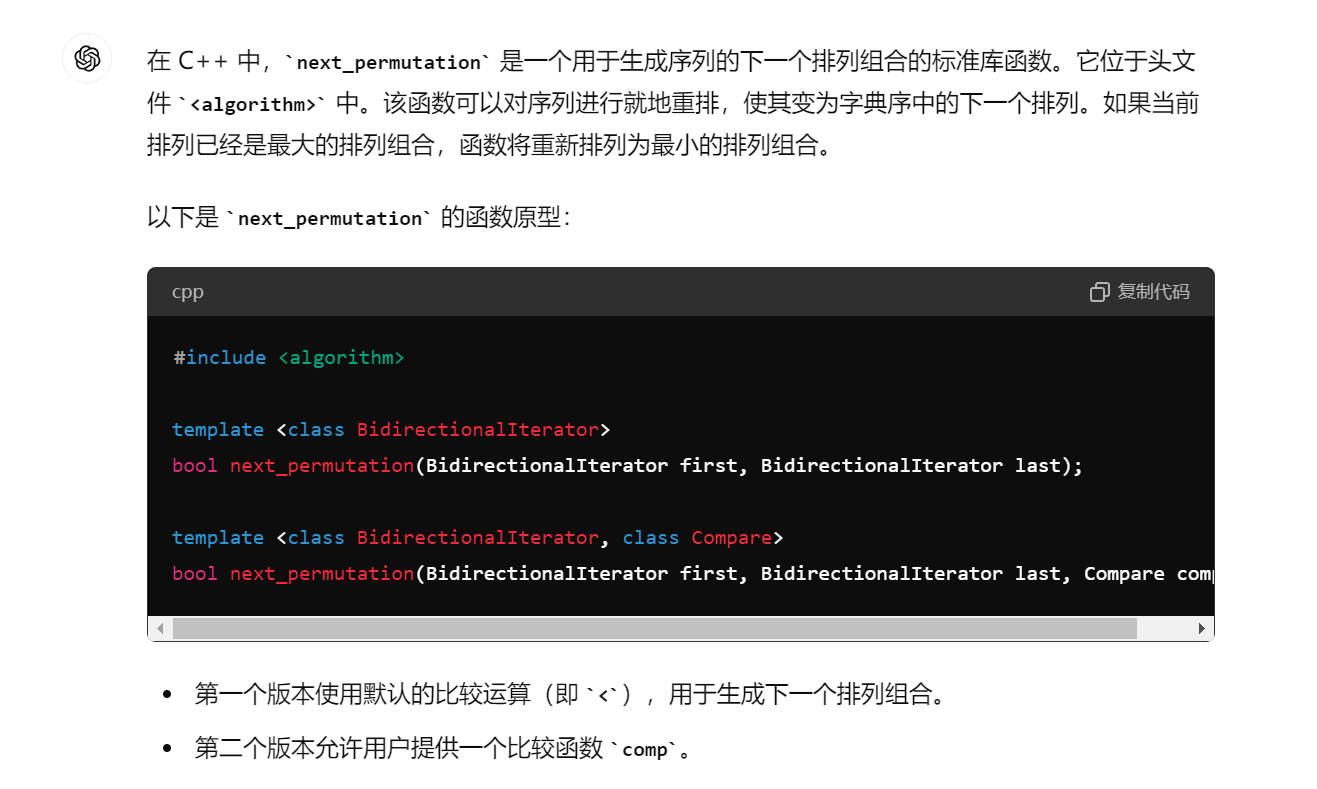 在 C++ 中，`next_permutation` 是一个用于生成序列的下一个排列组合的标准库函数。它位于头文
件 `<algorithm>` 中。该函数可以对序列进行就地重排，使其变为字典序中的下一个排列。如果当前
排列已经是最大的排列组合，函数将重新排列为最小的排列组合。
以下是 `next_permutation` 的函数原型：
cpp 复制代码
#include <algorithm>
template <class BidirectionalIterator>
bool next_permutation(BidirectionalIterator first, BidirectionalIterator last);
template <class BidirectionalIterator, class Compare>
bool next_permutation(BidirectionalIterator first, BidirectionalIterator last, Compare com
• 第一个版本使用默认的比较运算（即 `<`），用于生成下一个排列组合。
• 第二个版本允许用户提供一个比较函数 `comp`。